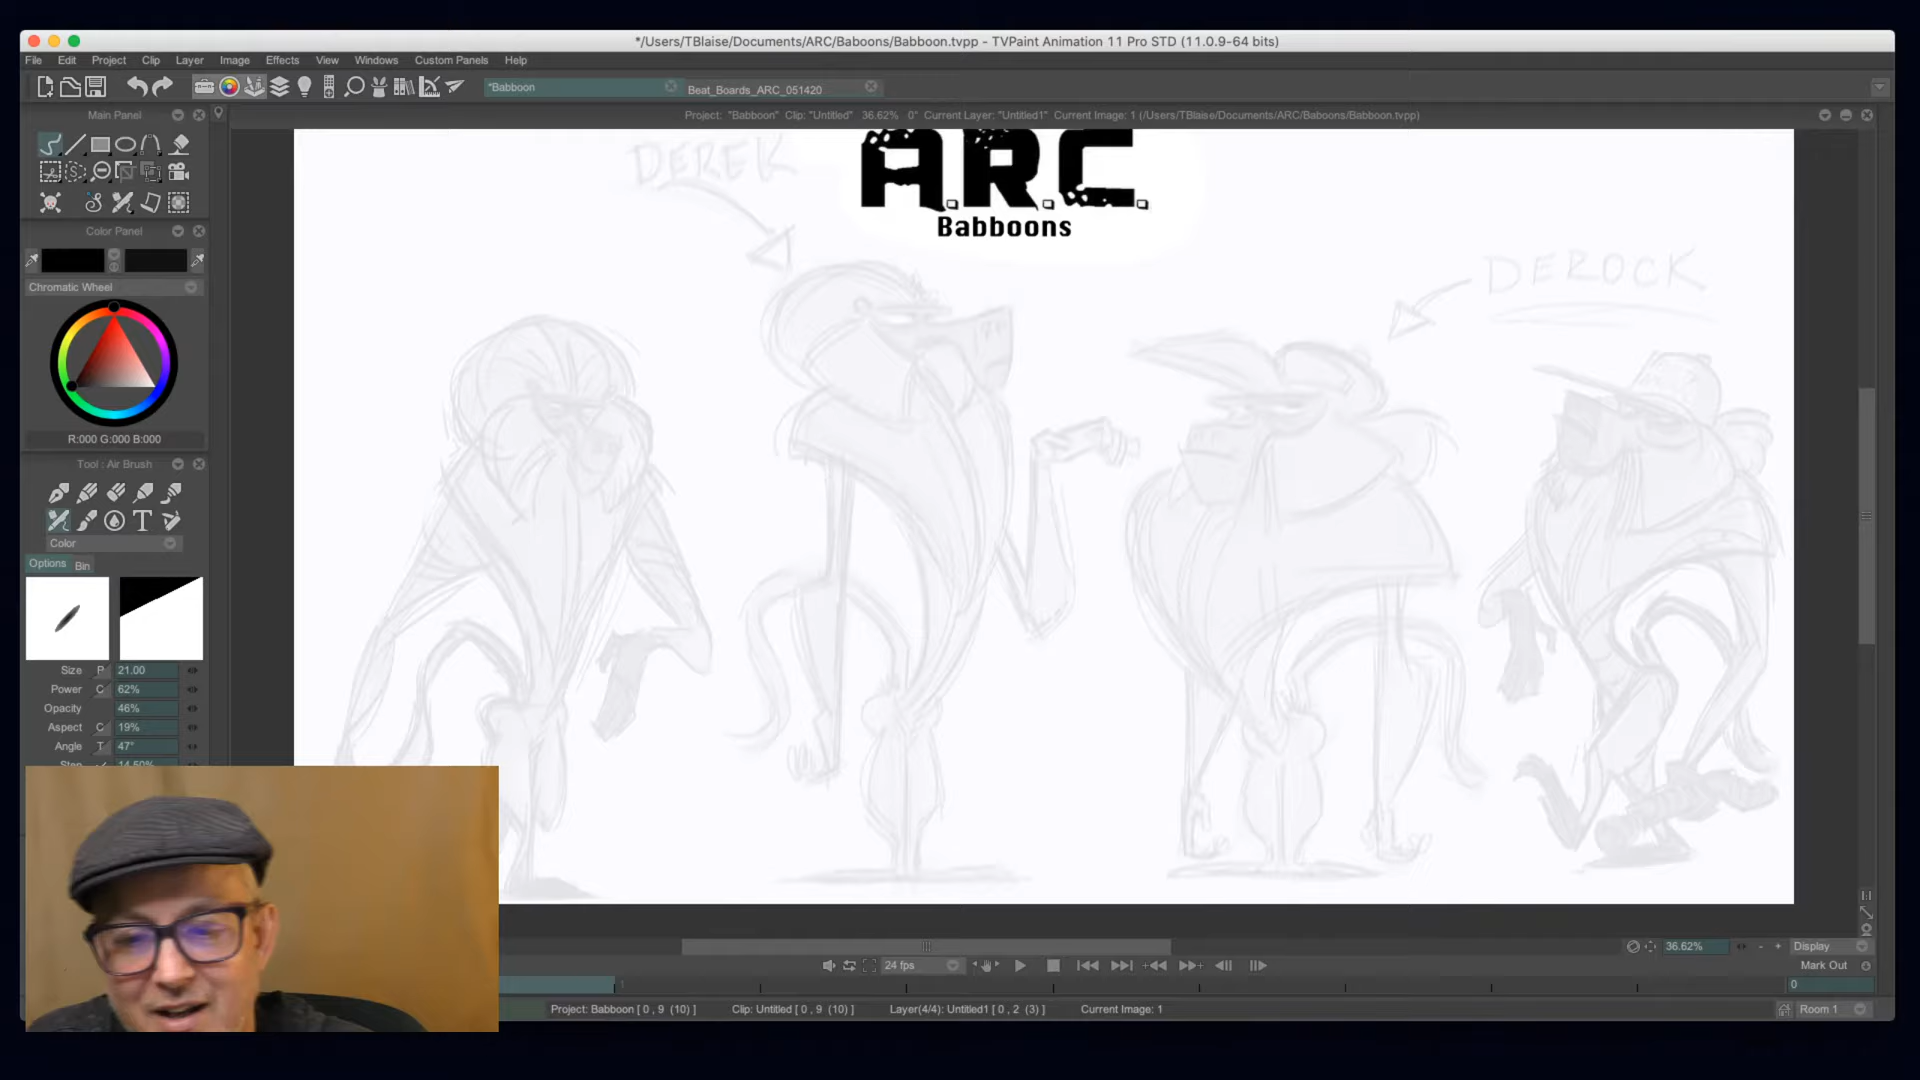 */Users/TBlaise/Documents/ARC/Baboons/Babboon.tvpp - TVPaint Animation 11 Pro STD (11.0.9-64 bits)
File Edit Project Clip Layer Image Effects View Windows Custom Panels Help
*Babboon
Beat_Boards_ARC_051420
Main Panel
Project: "Babboon" Clip: "Untitled" 36.62% 0° Current Layer: "Untitled1" Current Image: 1 (/Users/TBlaise/Documents/ARC/Baboons/Babboon.tvpp)
DEREK
A.R.C.
Babboons
DEROCK
Color Panel
Chromatic Wheel
R:000 G:000 B:000
Tool : Air Brush
T
Color
Options Bin
Size P 21.00
Power C 62%
Opacity 46%
Aspect C 19%
Angle T 47°
Step 14.50%
36.62%
Display
24 fps
Mark Out
1
0
Project: Babboon [ 0 , 9 (10) ]
Clip: Untitled [ 0 , 9 (10) ]
Layer(4/4): Untitled1 [ 0 , 2 (3) ]
Current Image: 1
Room 1